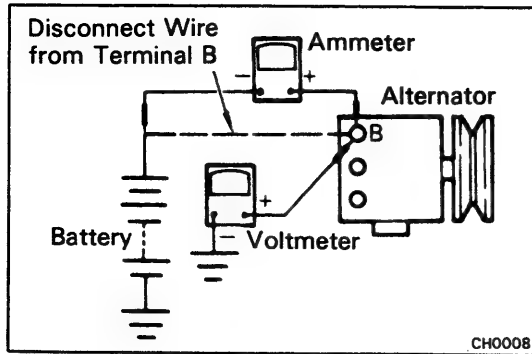 Disconnect Wire
from Terminal B
Ammeter
− +
Alternator
B
+
− Voltmeter
Battery
CH0008